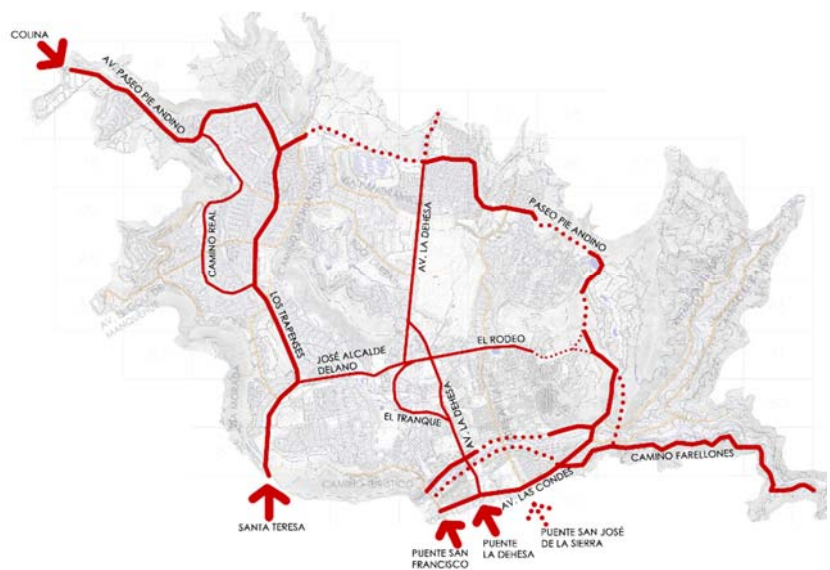 COLINA
AV. PASEO PIE ANDINO
CAMINO REAL
AV. LA DEHESA
PASEO PIE ANDINO
LOS TRAPENSES
JOSÉ ALCALDE
DELANO
EL RODEO
EL TRANQUE
AV. LA DEHESA
CAMINO TURISTICO
AV. LAS CONDES
CAMINO FARELLONES
SANTA TERESA
PUENTE SAN
FRANCISCO
PUENTE
LA DEHESA
PUENTE SAN JOSÉ
DE LA SIERRA